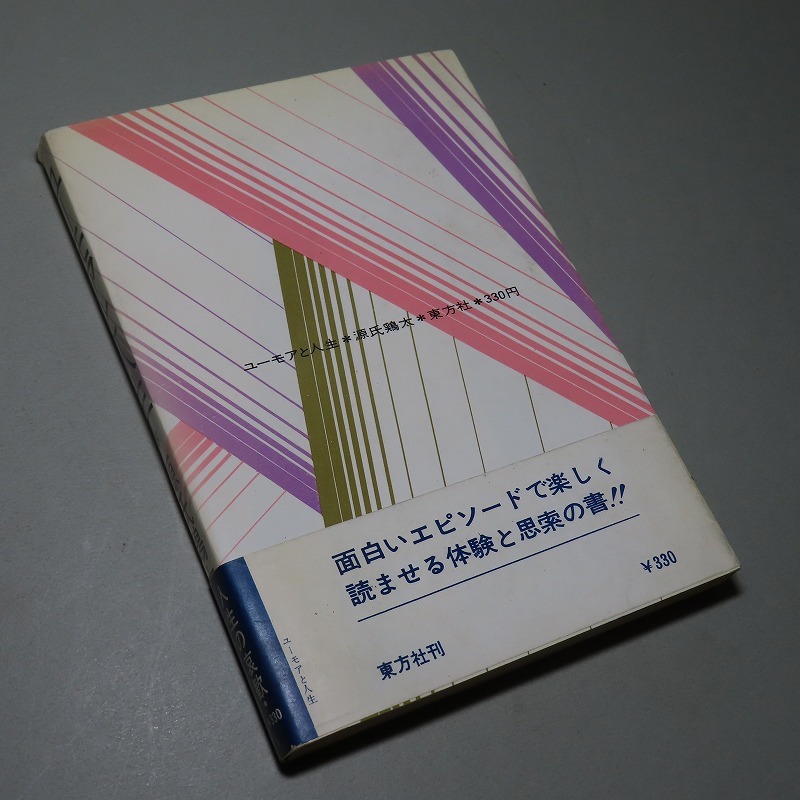 ユーモアと人生＊源氏鶏太＊東方社＊330円
面白いエピソードで楽しく
読ませる体験と思索の書!!
¥330
東方社刊
ユーモアと人生
330